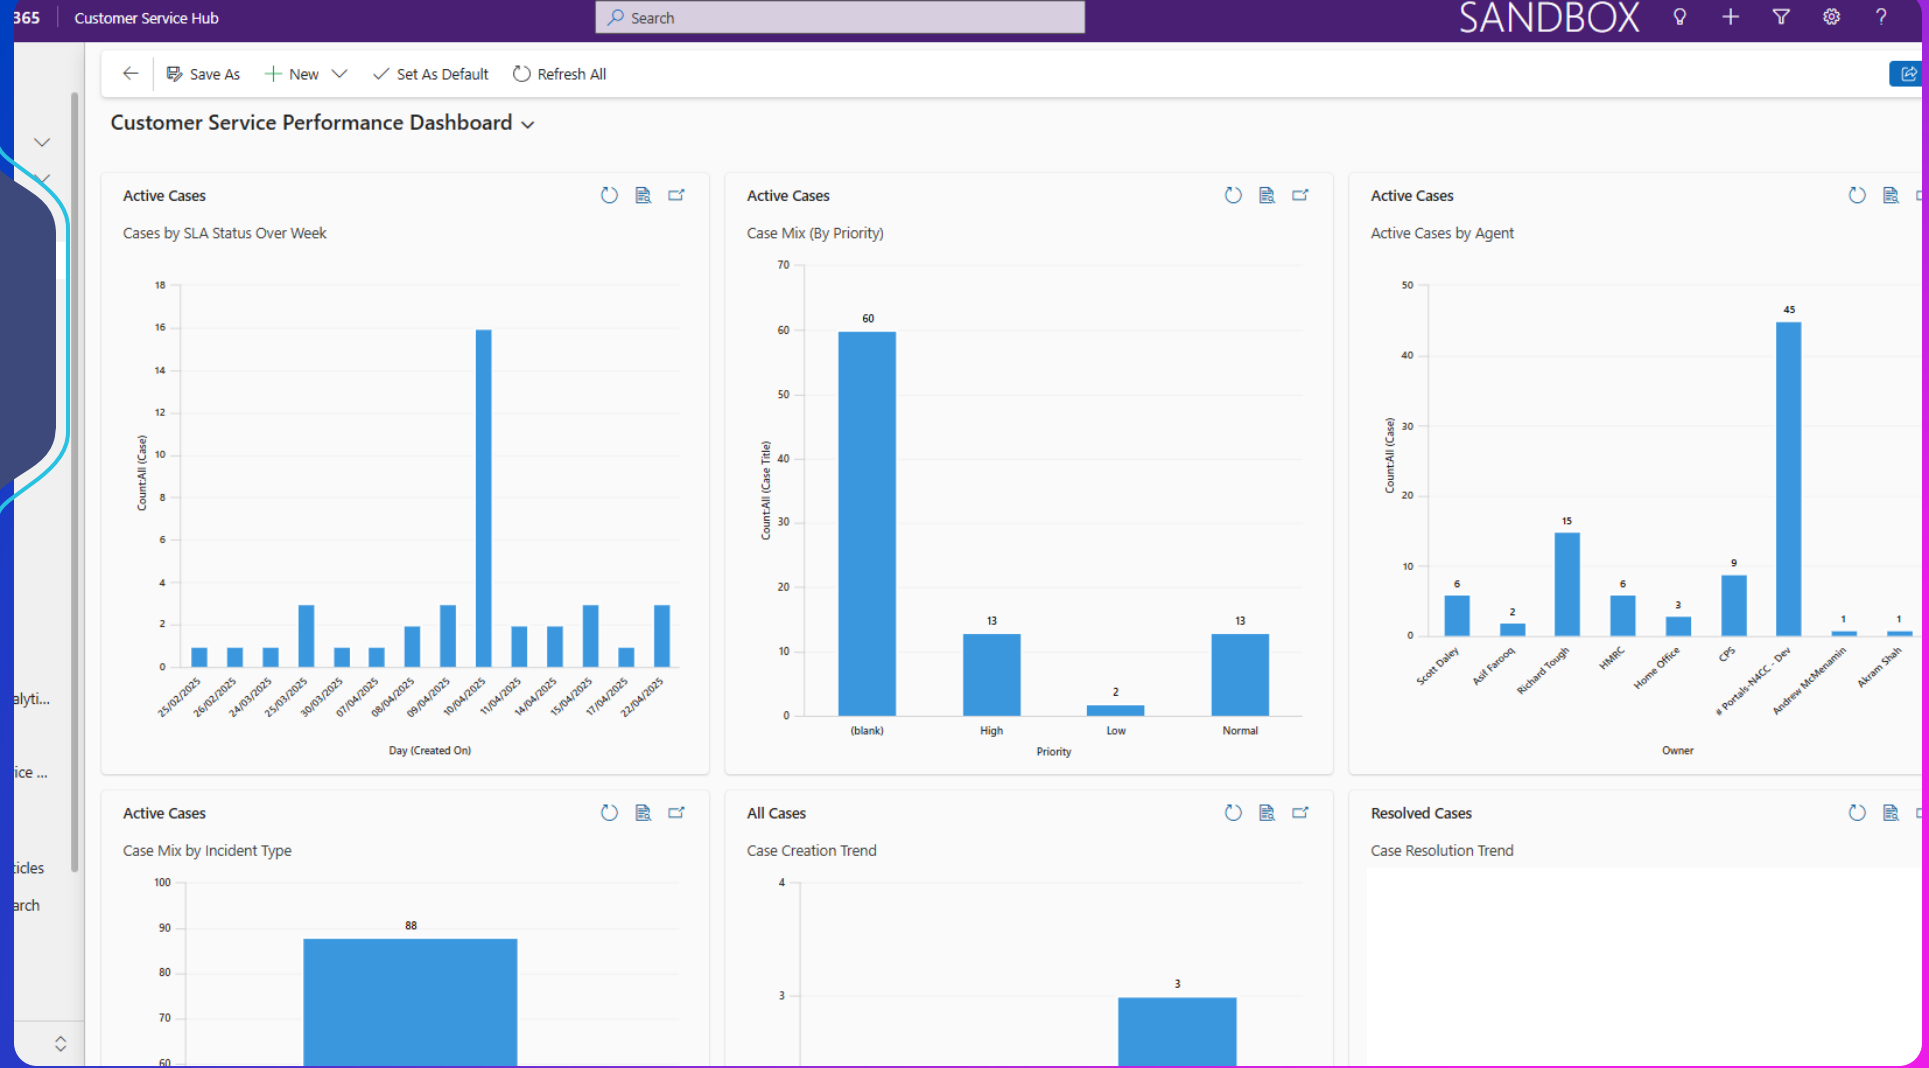 365 Customer Service Hub Search SANDBOX ?
Save As New Set As Default Refresh All
Customer Service Performance Dashboard
Active Cases
Cases by SLA Status Over Week
18
16
14
12
10
8
6
4
2
0
Count:All (Case)
25/02/2025 26/02/2025 24/03/2025 25/03/2025 30/03/2025 07/04/2025 08/04/2025 09/04/2025 10/04/2025 11/04/2025 14/04/2025 15/04/2025 17/04/2025 22/04/2025
Day (Created On)
Active Cases
Case Mix (By Priority)
70
60
50
40
30
20
10
0
Count:All (Case Title)
60 13 2 13
(blank) High Low Normal
Priority
Active Cases
Active Cases by Agent
50
40
30
20
10
0
Count:All (Case)
6 2 15 6 3 9 45 1 1
Scott Daley Asif Farooq Richard Tough HMRC Home Office CPS # Portals-N4CC - Dev Andrew McMenamin Akram Shah
Owner
alyti...
ice ...
ticles
arch
Active Cases
Case Mix by Incident Type
100
90
80
70
60
88
All Cases
Case Creation Trend
4
3
3
Resolved Cases
Case Resolution Trend